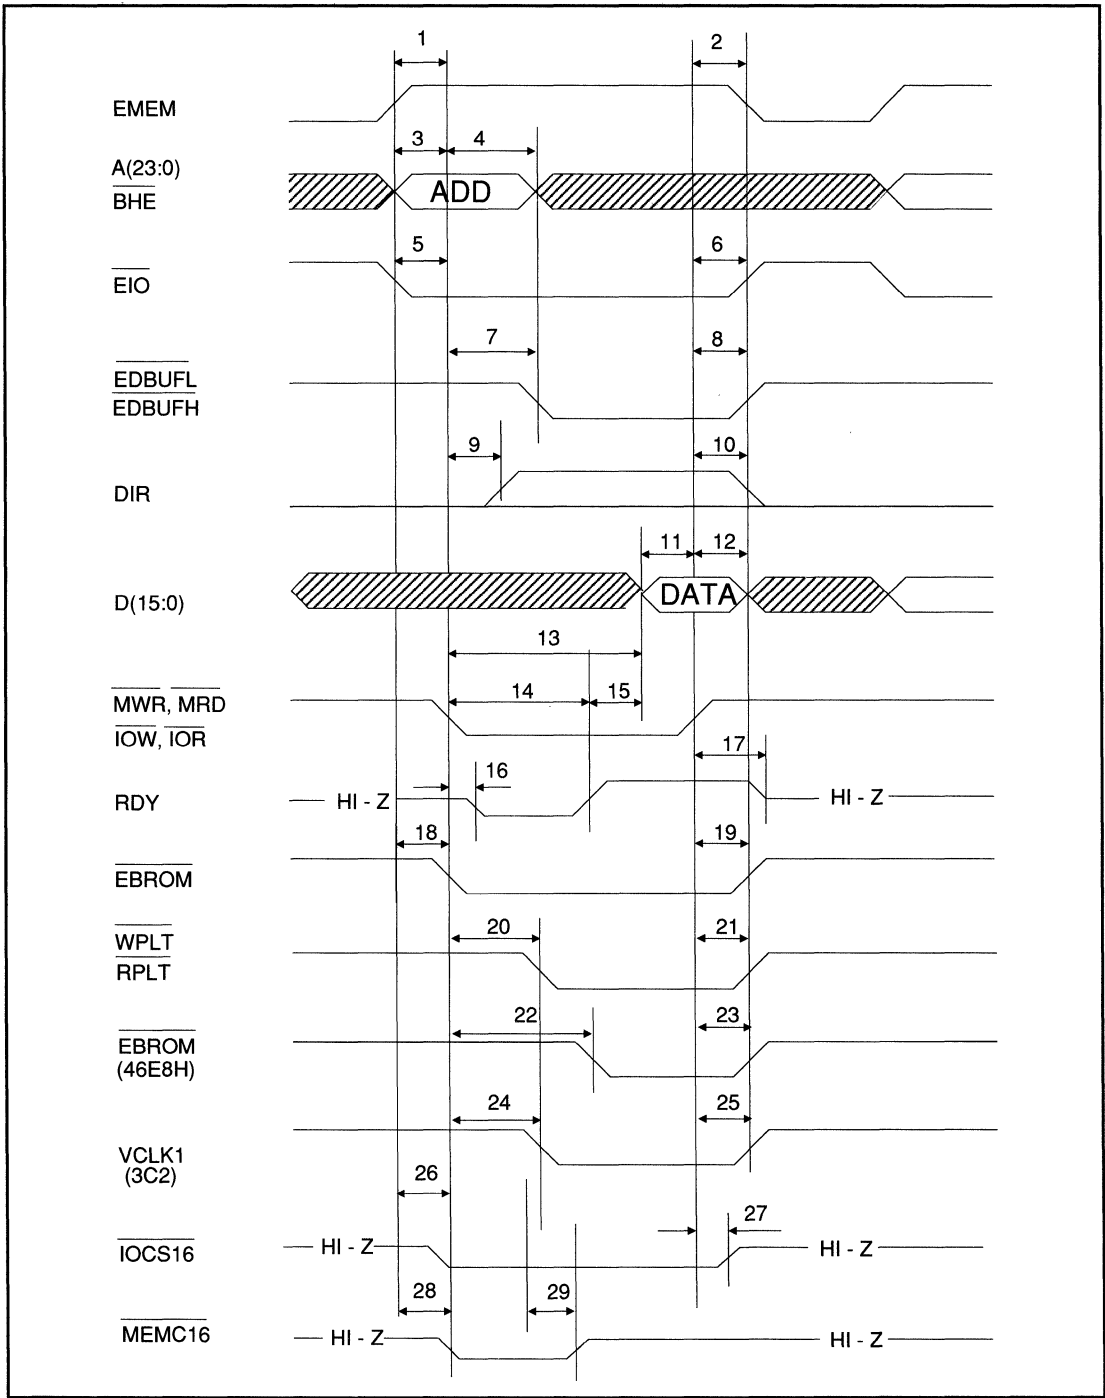 1 2
EMEM
3 4
A(23:0)
BHE
ADD
5 6
EIO
7 8
EDBUFL
EDBUFH
9 10
DIR
11 12
D(15:0)
DATA
13
14 15
MWR, MRD
IOW, IOR
17
16
RDY
HI - Z HI - Z
18 19
EBROM
20 21
WPLT
RPLT
22 23
EBROM
(46E8H)
24 25
VCLK1
(3C2)
26
27
IOCS16
HI - Z HI - Z
28 29
MEMC16
HI - Z HI - Z